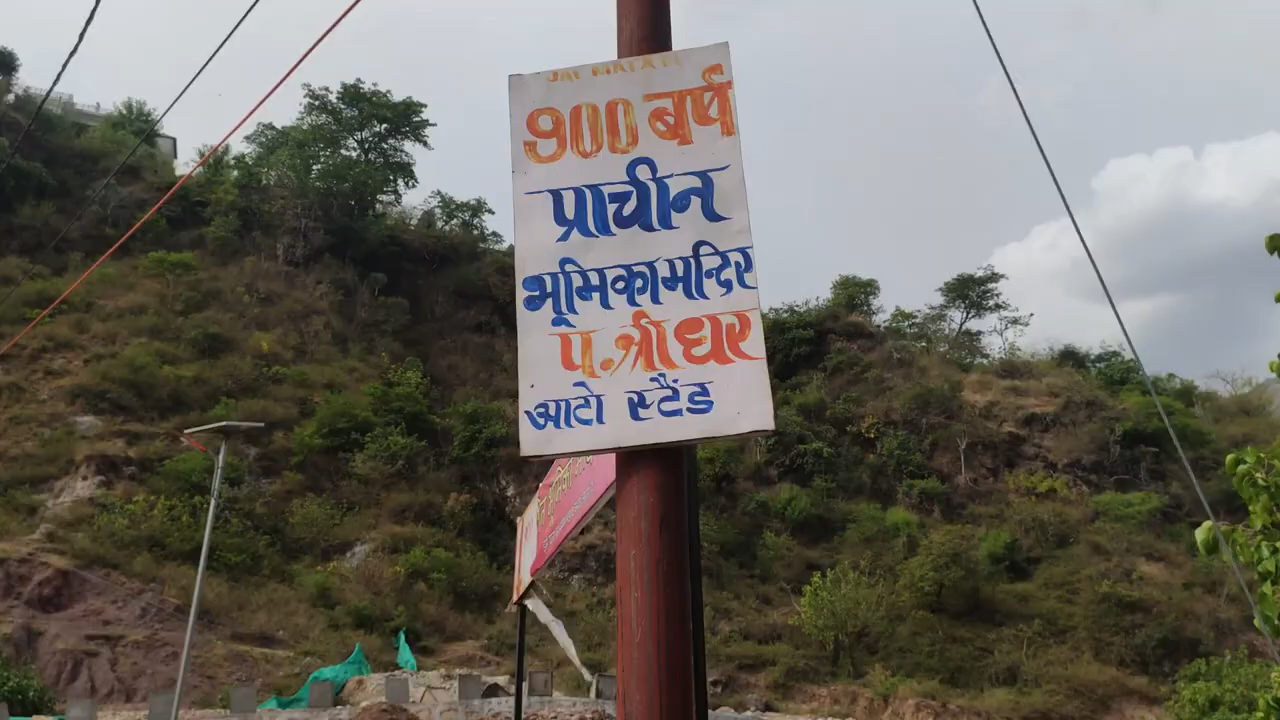 JAI MATA DI
900 बर्ष
प्राचीन
भूमिका मन्दिर
प.श्रीधर
आटो स्टैंड